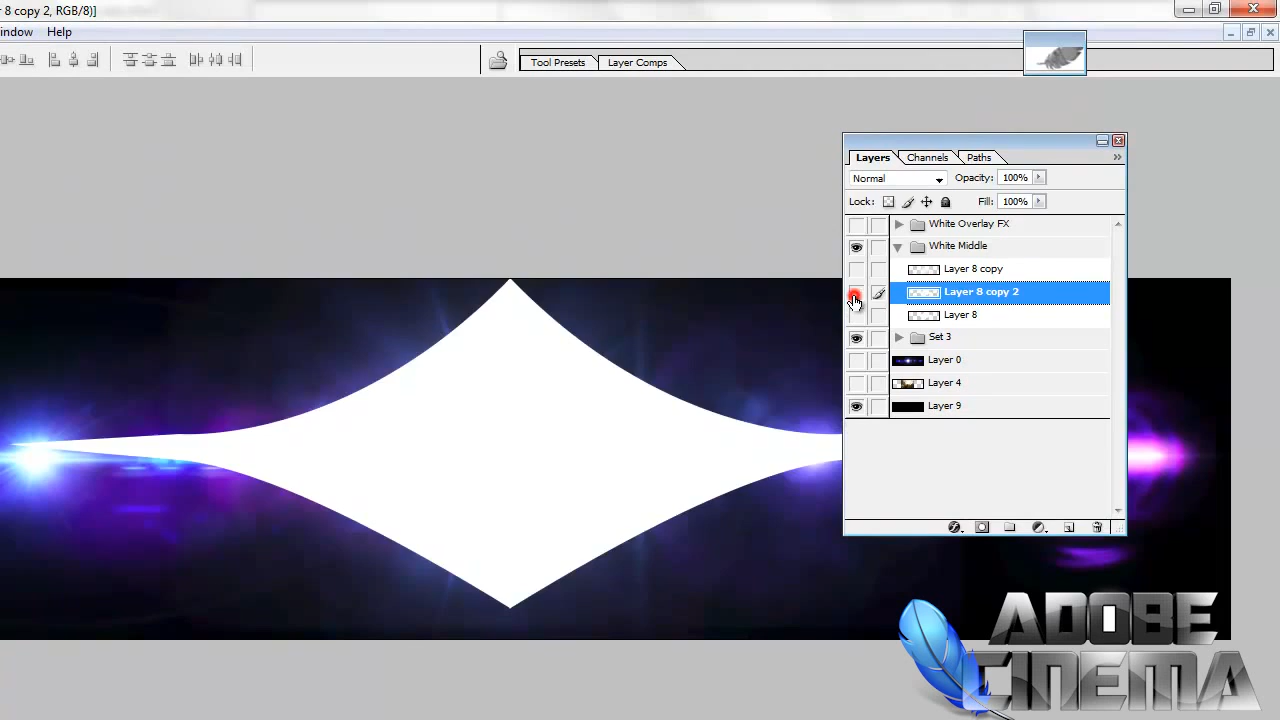 8 copy 2, RGB/8)]
indow Help
Tool Presets Layer Comps
Layers Channels Paths
Normal Opacity: 100%
Lock: Fill: 100%
White Overlay FX
White Middle
Layer 8 copy
Layer 8 copy 2
Layer 8
Set 3
Layer 0
Layer 4
Layer 9
ADOBE
CINEMA